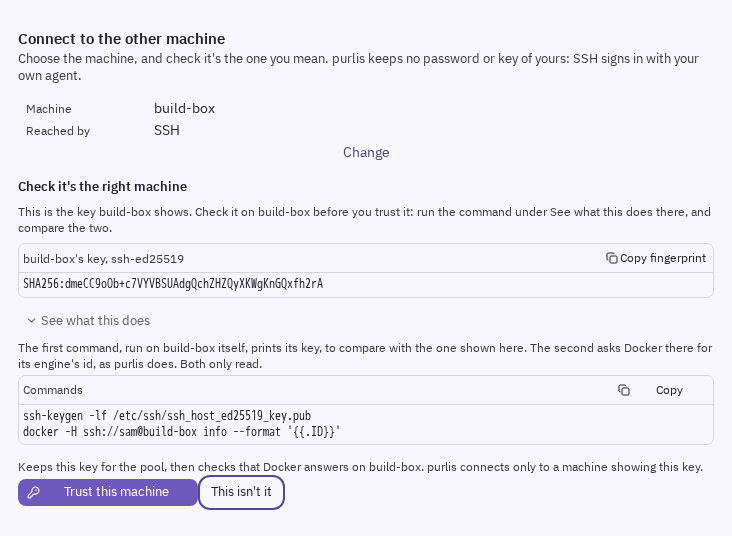 Connect to the other machine
Choose the machine, and check it's the one you mean. purlis keeps no password or key of yours: SSH signs in with your
own agent.
Machine build-box
Reached by SSH
Change
Check it's the right machine
This is the key build-box shows. Check it on build-box before you trust it: run the command under See what this does there, and
compare the two.
build-box's key, ssh-ed25519 Copy fingerprint
SHA256:dmeCC9oOb+c7VYVBSUAdgQchZHZQyXKWgKnGQxfh2rA
See what this does
The first command, run on build-box itself, prints its key, to compare with the one shown here. The second asks Docker there for
its engine's id, as purlis does. Both only read.
Commands Copy
ssh-keygen -lf /etc/ssh/ssh_host_ed25519_key.pub
docker -H ssh://sam@build-box info --format '{{.ID}}'
Keeps this key for the pool, then checks that Docker answers on build-box. purlis connects only to a machine showing this key.
Trust this machine This isn't it